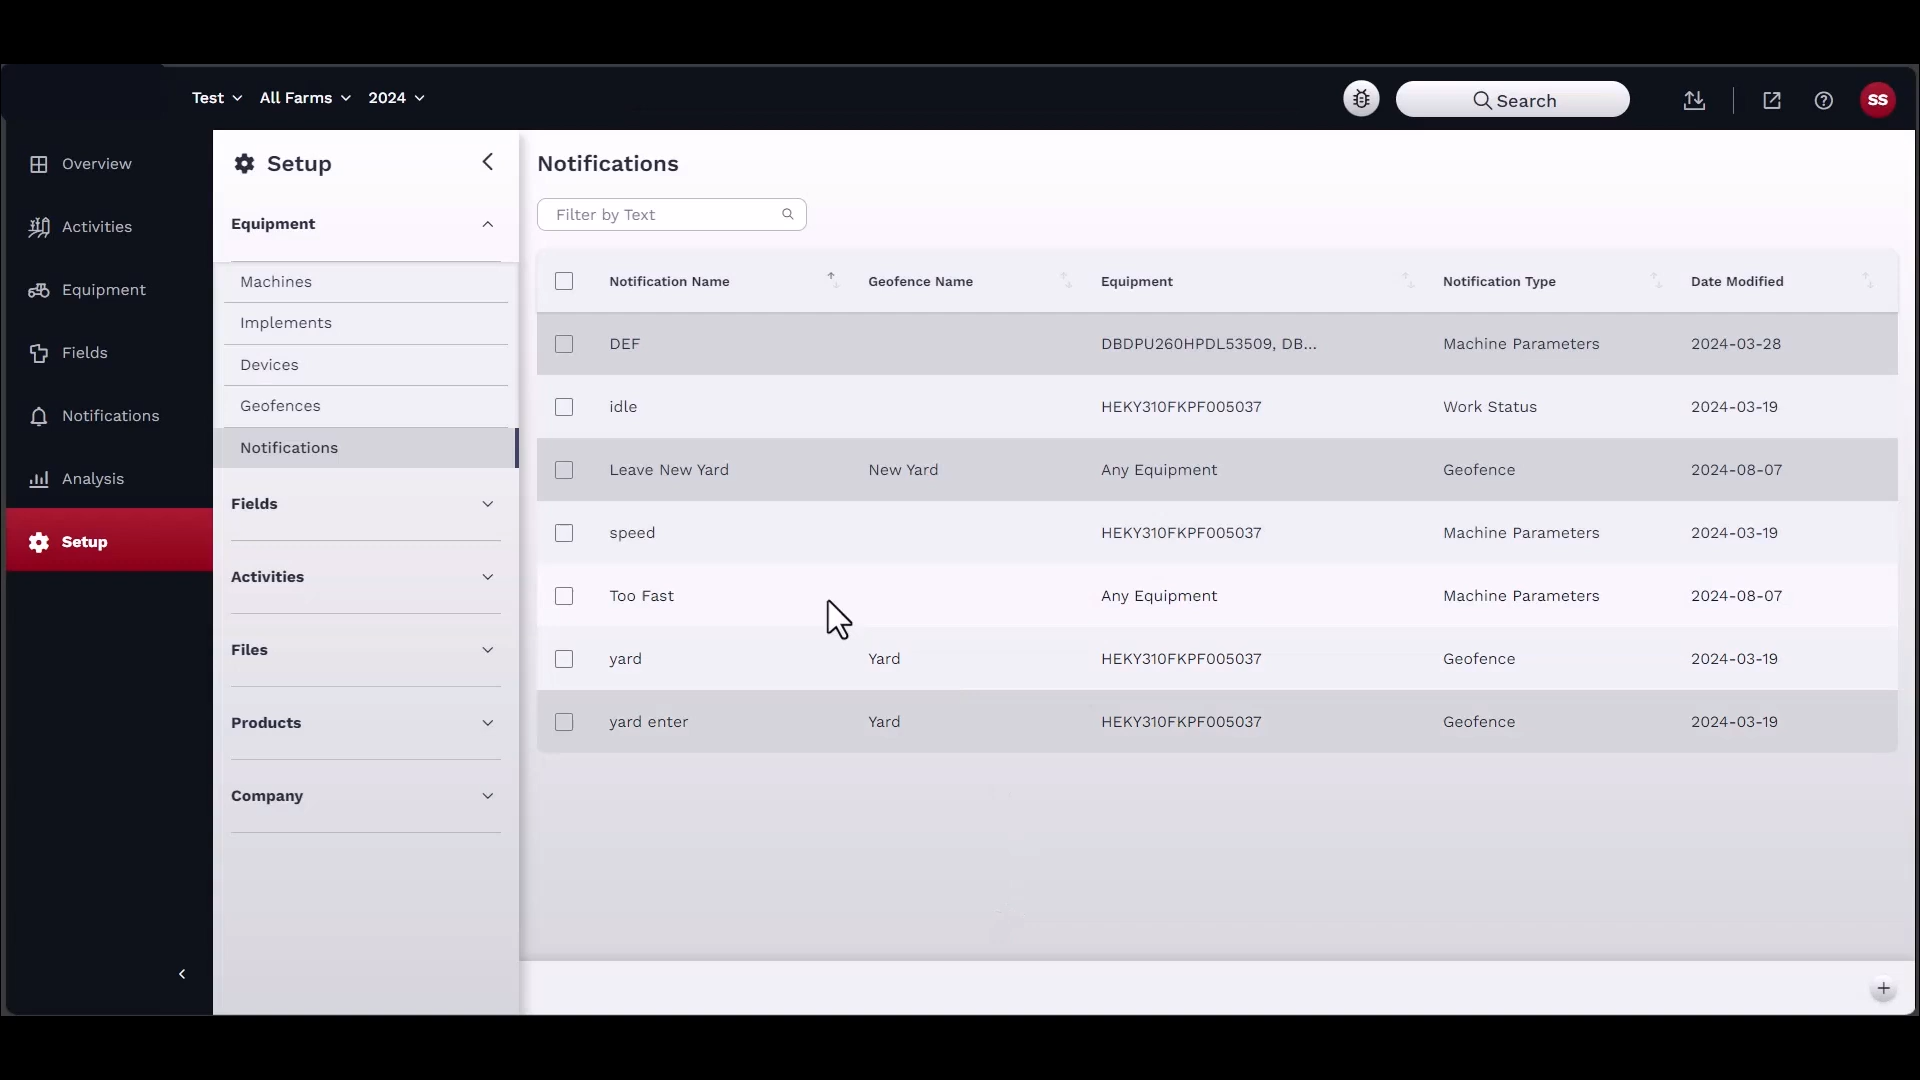 Test All Farms 2024 Search SS
Overview
Activities
Equipment
Fields
Notifications
Analysis
Setup
Setup
Equipment
Machines
Implements
Devices
Geofences
Notifications
Fields
Activities
Files
Products
Company
Notifications
Filter by Text
Notification Name Geofence Name Equipment Notification Type Date Modified
DEF DBDPU260HPDL53509, DB... Machine Parameters 2024-03-28
idle HEKY310FKPF005037 Work Status 2024-03-19
Leave New Yard New Yard Any Equipment Geofence 2024-08-07
speed HEKY310FKPF005037 Machine Parameters 2024-03-19
Too Fast Any Equipment Machine Parameters 2024-08-07
yard Yard HEKY310FKPF005037 Geofence 2024-03-19
yard enter Yard HEKY310FKPF005037 Geofence 2024-03-19